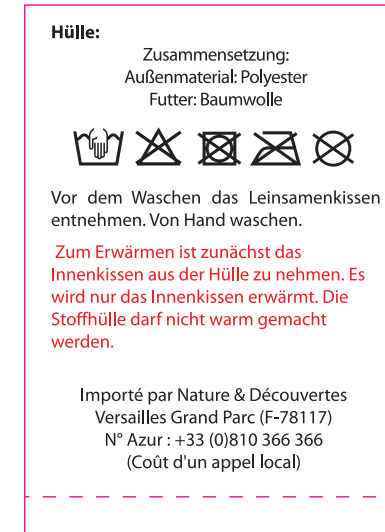 Hülle:
Zusammensetzung:
Außenmaterial: Polyester
Futter: Baumwolle
Vor dem Waschen das Leinsamenkissen
entnehmen. Von Hand waschen.
Zum Erwärmen ist zunächst das
Innenkissen aus der Hülle zu nehmen. Es
wird nur das Innenkissen erwärmt. Die
Stoffhülle darf nicht warm gemacht
werden.
Importé par Nature & Découvertes
Versailles Grand Parc (F-78117)
N° Azur : +33 (0)810 366 366
(Coût d'un appel local)